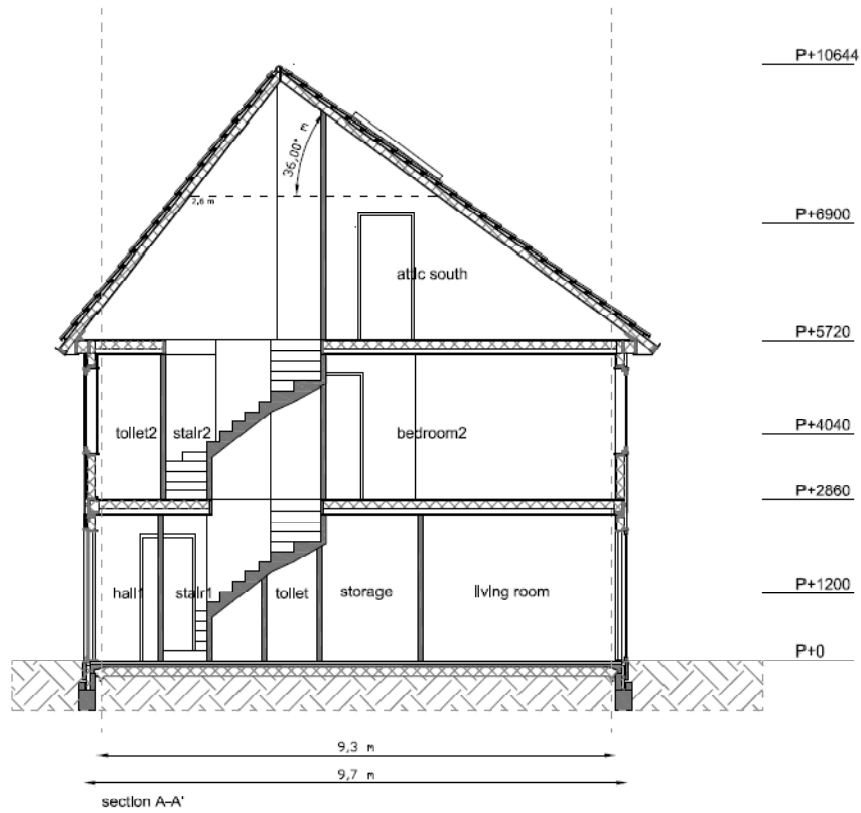 P+10644
36,00° m
2,6 m
P+6900
attic south
P+5720
toilet2
stair2
bedroom2
P+4040
P+2860
hall1
stair1
toilet
storage
living room
P+1200
P+0
9,3 m
9,7 m
section A-A'